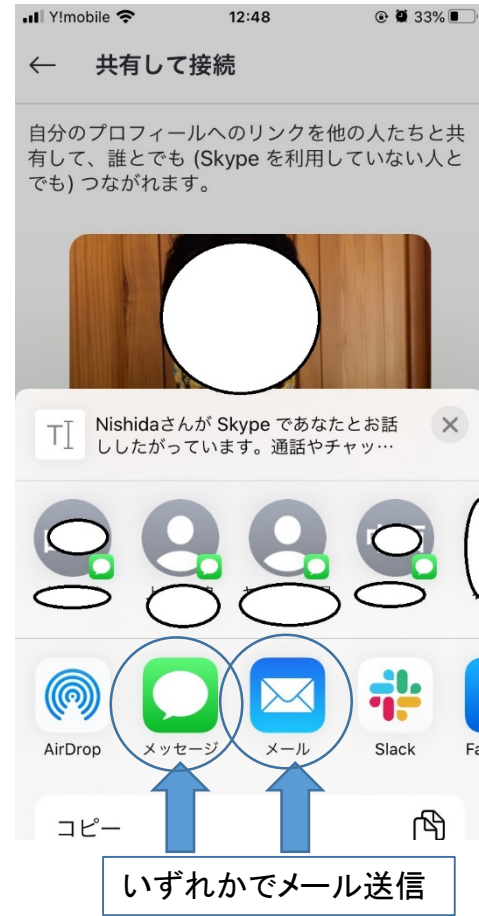 Y!mobile 12:48 33%
← 共有して接続
自分のプロフィールへのリンクを他の人たちと共
有して、誰とでも (Skype を利用していない人と
でも) つながれます。
Nishidaさんが Skype であなたとお話
ししたがっています。通話やチャッ…
AirDrop メッセージ メール Slack Fa
コピー
いずれかでメール送信